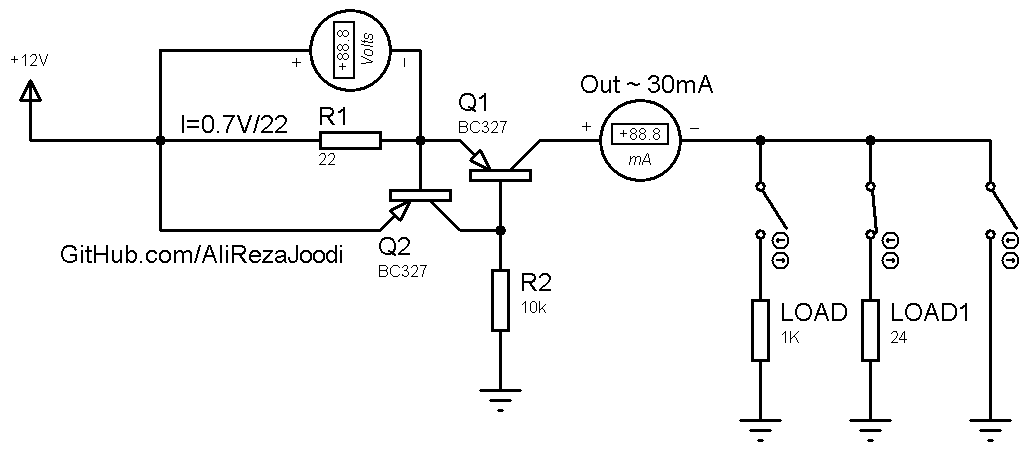 +12V
+88.8
Volts
+
−
I=0.7V/22
R1
22
Q1
BC327
Out ~ 30mA
+
+88.8
−
mA
Q2
BC327
GitHub.com/AliRezaJoodi
R2
10k
LOAD
1K
LOAD1
24